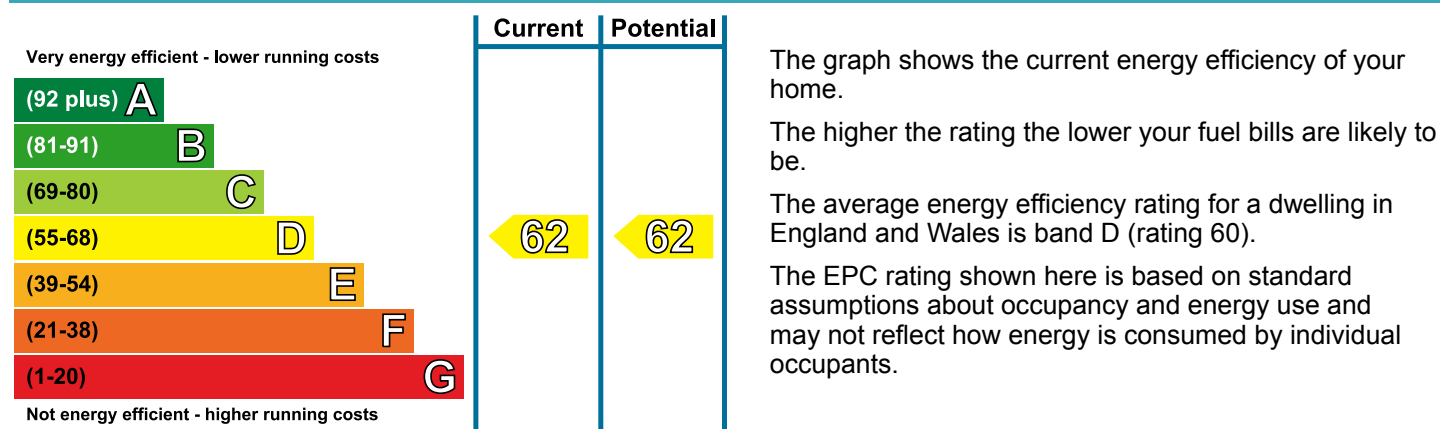 Current Potential
Very energy efficient - lower running costs
(92 plus) A
(81-91) B
(69-80) C
(55-68) D 62 62
(39-54) E
(21-38) F
(1-20) G
Not energy efficient - higher running costs
The graph shows the current energy efficiency of your
home.
The higher the rating the lower your fuel bills are likely to
be.
The average energy efficiency rating for a dwelling in
England and Wales is band D (rating 60).
The EPC rating shown here is based on standard
assumptions about occupancy and energy use and
may not reflect how energy is consumed by individual
occupants.